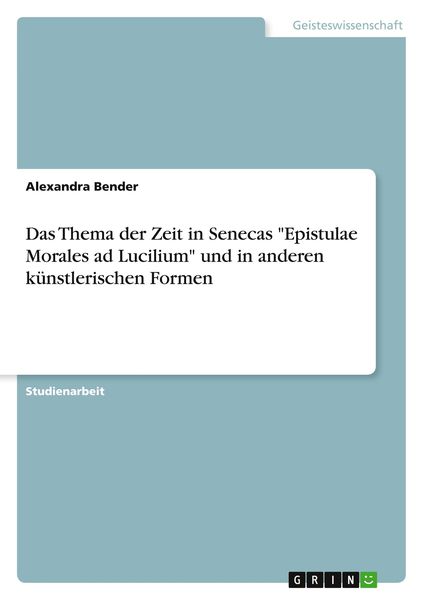 Geisteswissenschaft
Alexandra Bender
Das Thema der Zeit in Senecas "Epistulae
Morales ad Lucilium" und in anderen
künstlerischen Formen
Studienarbeit
GRIN